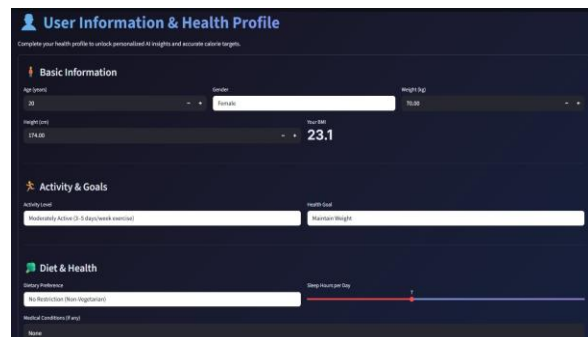 User Information & Health Profile
Complete your health profile to unlock personalized AI insights and accurate calorie targets.
Basic Information
Age (years)
20
Gender
Female
Weight (kg)
70.00
Height (cm)
174.00
Your BMI
23.1
Activity & Goals
Activity Level
Moderately Active (3-5 days/week exercise)
Health Goal
Maintain Weight
Diet & Health
Dietary Preference
No Restriction (Non-Vegetarian)
Sleep Hours per Day
7
Medical Conditions (if any)
None